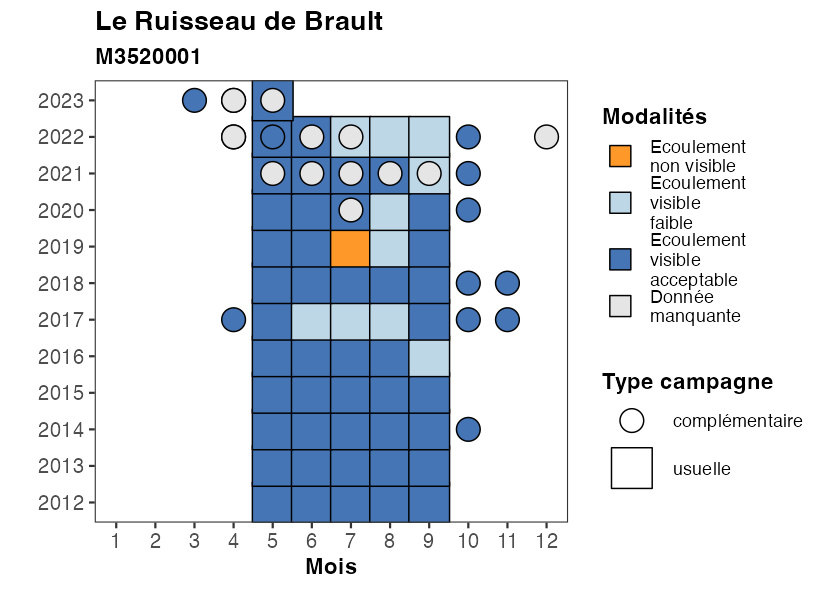 Le Ruisseau de Brault
M3520001
2023
2022
2021
2020
2019
2018
2017
2016
2015
2014
2013
2012
1 2 3 4 5 6 7 8 9 10 11 12
Mois
Modalités
Ecoulement
non visible
Ecoulement
visible
faible
Ecoulement
visible
acceptable
Donnée
manquante
Type campagne
complémentaire
usuelle